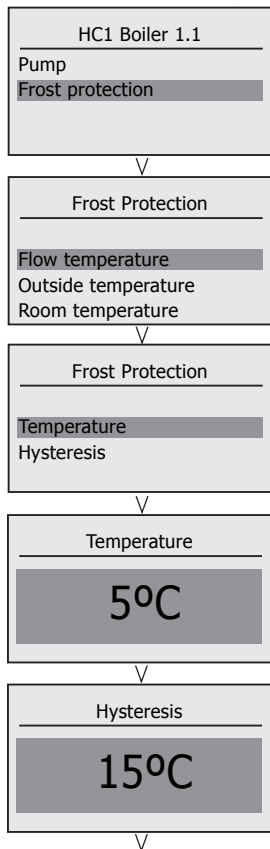 HC1 Boiler 1.1
Pump
Frost protection
Frost Protection
Flow temperature
Outside temperature
Room temperature
Frost Protection
Temperature
Hysteresis
Temperature
5ºC
Hysteresis
15ºC